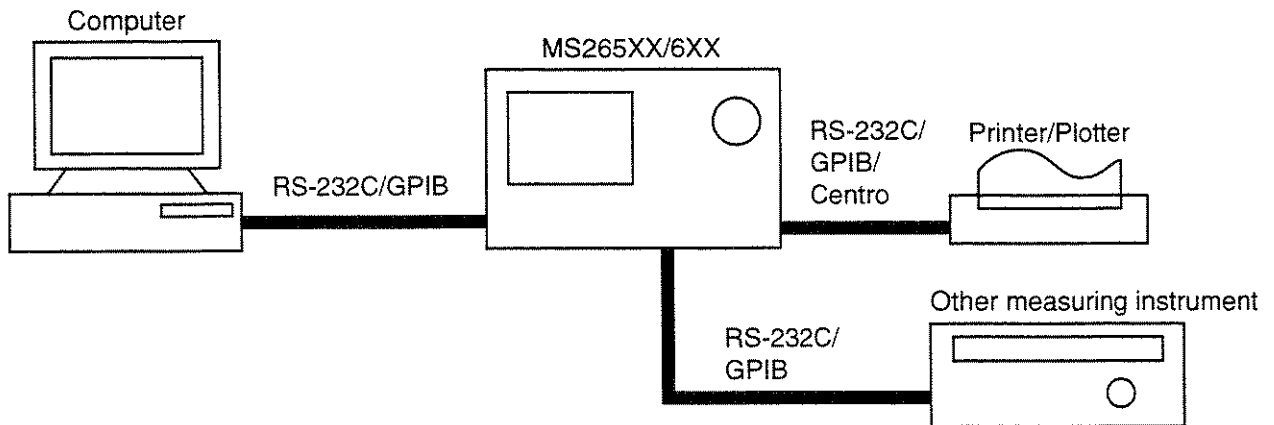 Computer
MS265XX/6XX
RS-232C/GPIB
RS-232C/
GPIB/
Centro
Printer/Plotter
Other measuring instrument
RS-232C/
GPIB